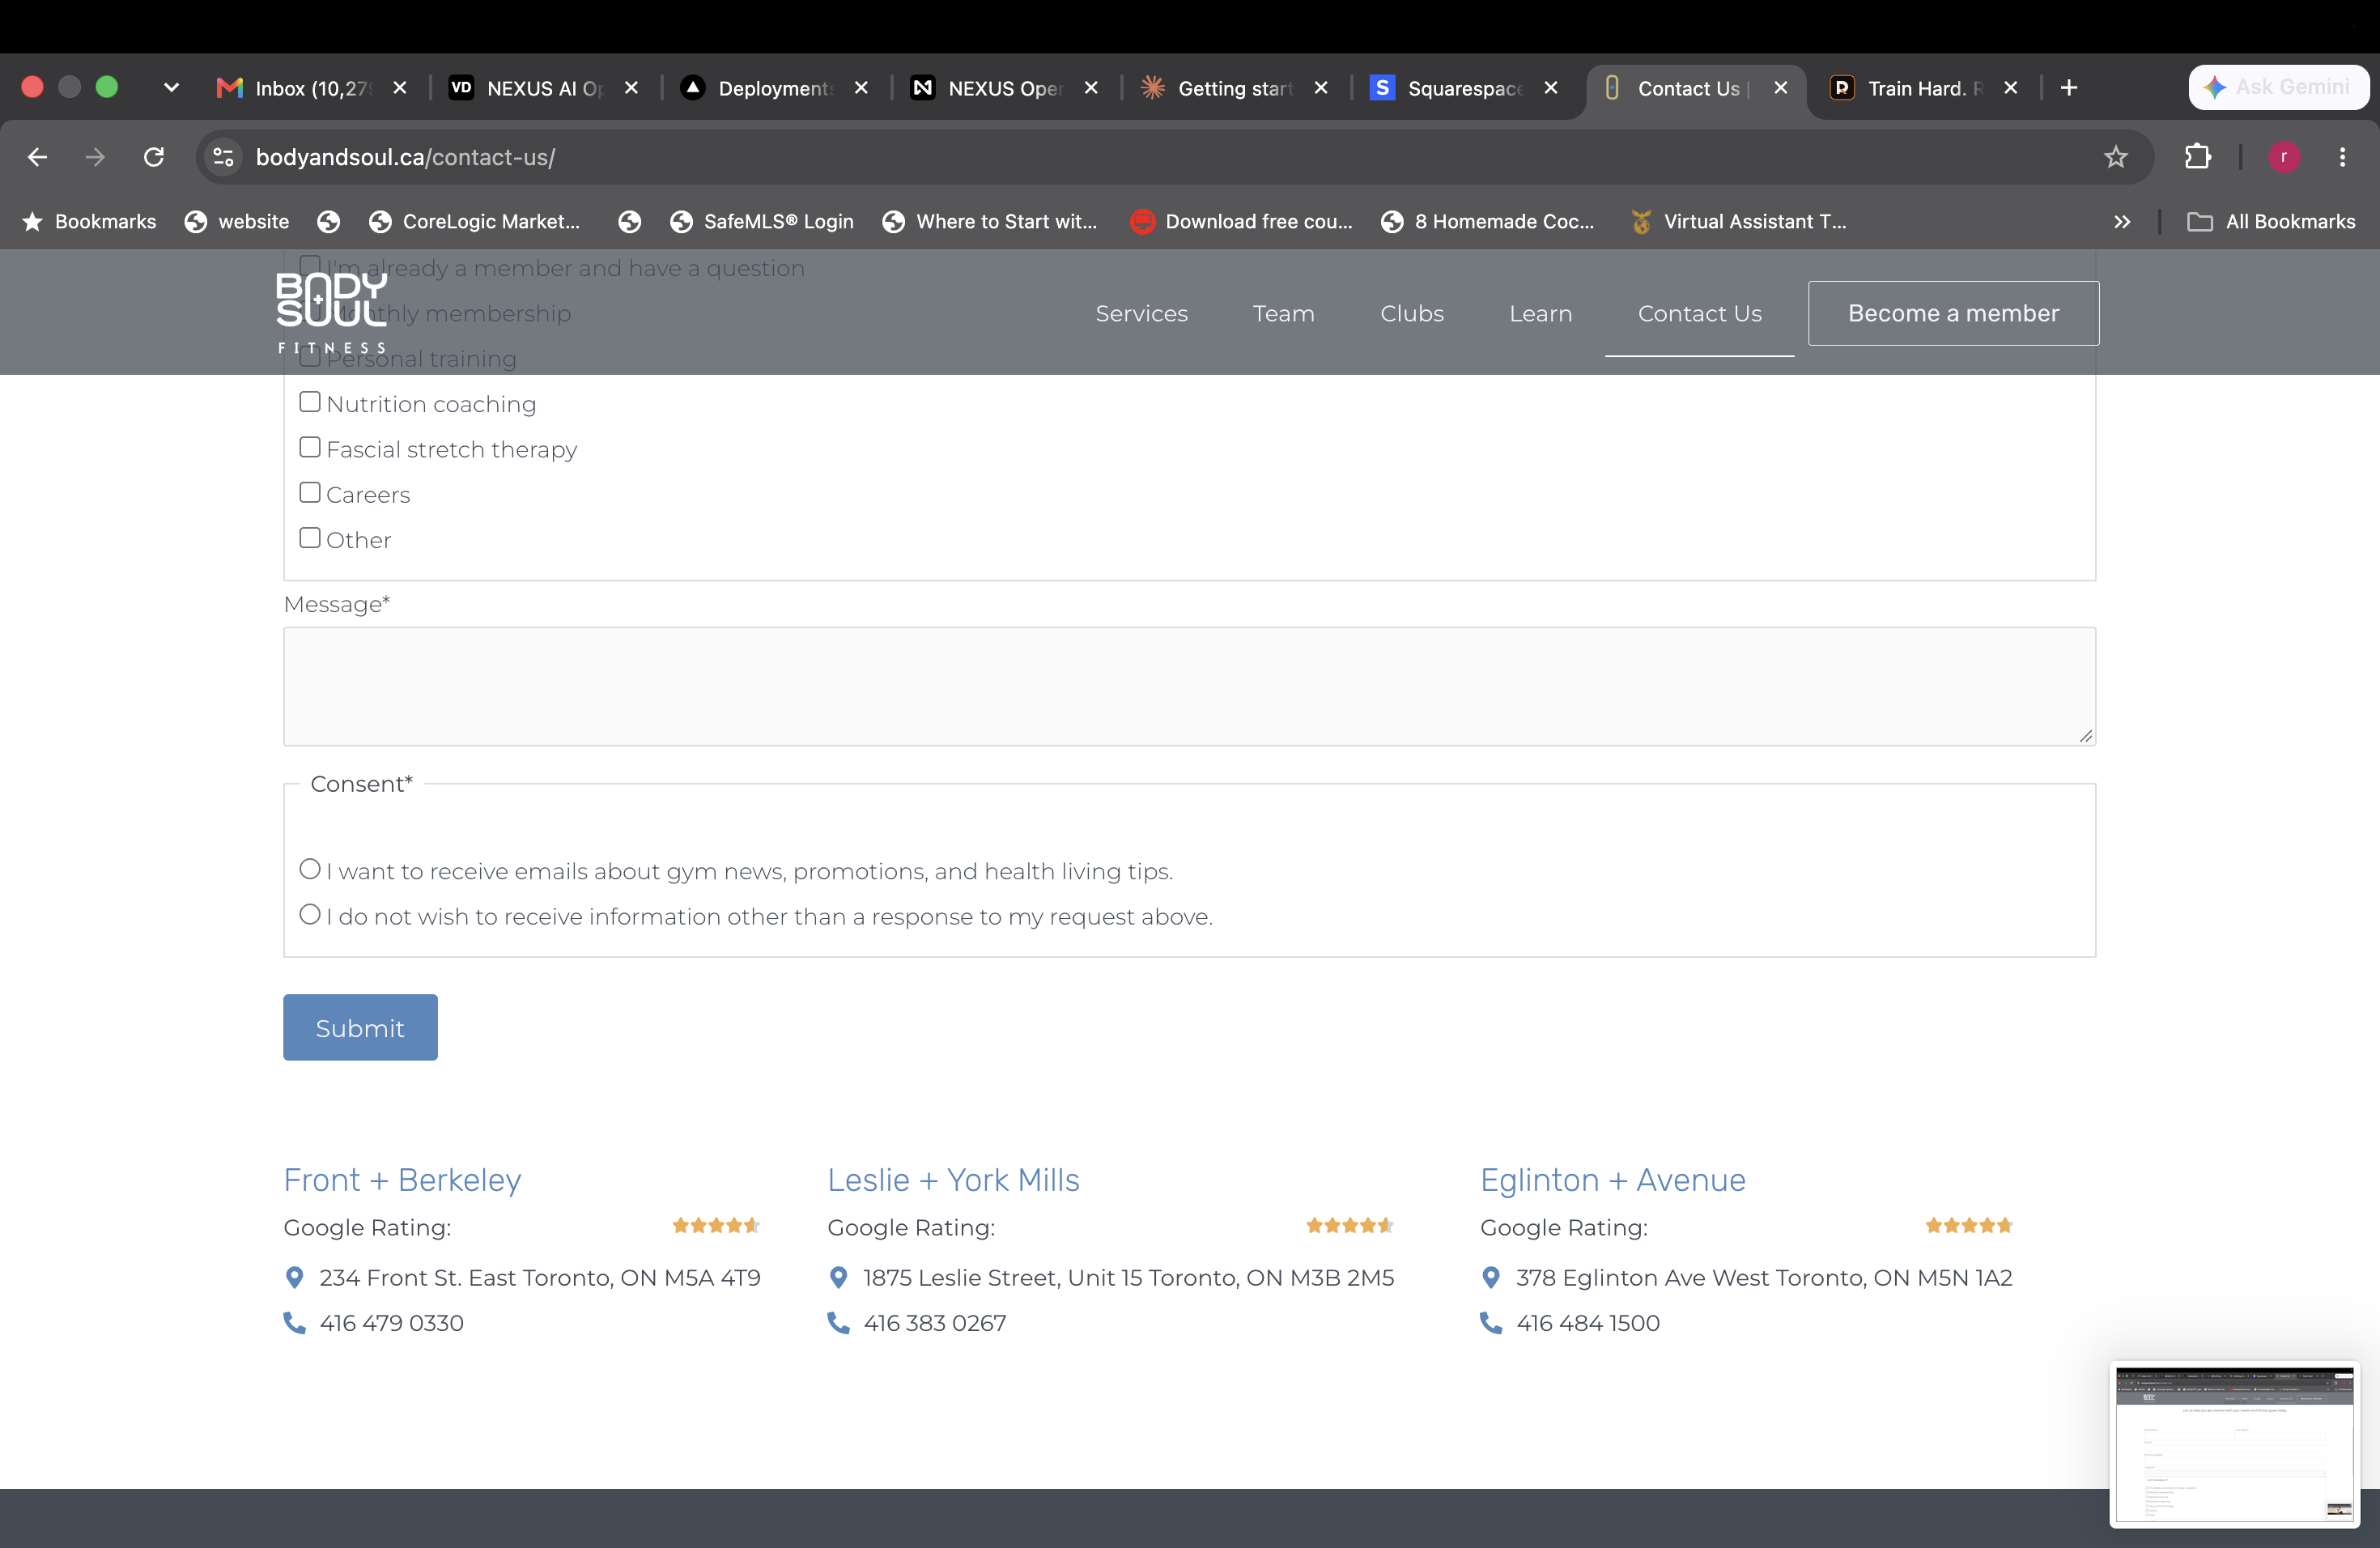 Inbox (10,279
NEXUS AI Op
Deployments
NEXUS Oper
Getting start
Squarespace
Contact Us |
Train Hard. R
Ask Gemini
bodyandsoul.ca/contact-us/
r
Bookmarks
website
CoreLogic Market...
SafeMLS® Login
Where to Start wit...
Download free cou...
8 Homemade Coc...
Virtual Assistant T...
All Bookmarks
I'm already a member and have a question
BODY
SOUL
FITNESS
Monthly membership
Personal training
Services
Team
Clubs
Learn
Contact Us
Become a member
Nutrition coaching
Fascial stretch therapy
Careers
Other
Message*
Consent*
I want to receive emails about gym news, promotions, and health living tips.
I do not wish to receive information other than a response to my request above.
Submit
Front + Berkeley
Google Rating:
234 Front St. East Toronto, ON M5A 4T9
416 479 0330
Leslie + York Mills
Google Rating:
1875 Leslie Street, Unit 15 Toronto, ON M3B 2M5
416 383 0267
Eglinton + Avenue
Google Rating:
378 Eglinton Ave West Toronto, ON M5N 1A2
416 484 1500